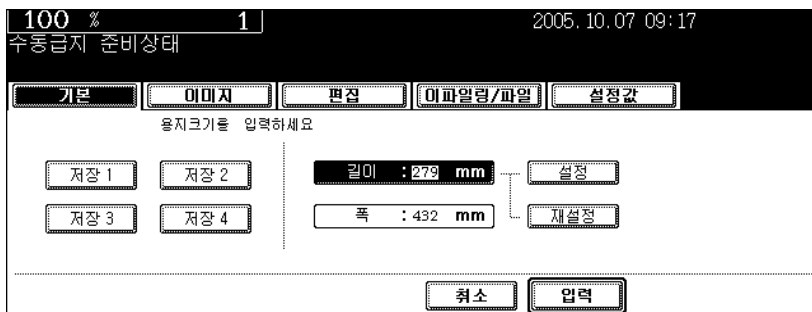 100 % 1 2005.10.07 09:17
수동급지 준비상태
기본 이미지 편집 이파일링/파일 설정값
용지크기를 입력하세요
저장 1 저장 2 길이 : 279 mm 설정
저장 3 저장 4 폭 : 432 mm 재설정
취소 입력